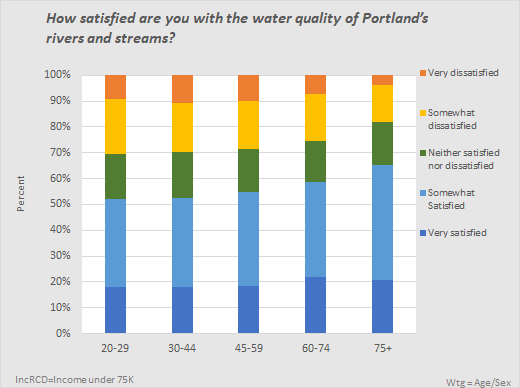 How satisfied are you with the water quality of Portland's
rivers and streams?
100%
90%
80%
70%
60%
50%
40%
30%
20%
10%
0%
Percent
20-29 30-44 45-59 60-74 75+
Very dissatisfied
Somewhat
dissatisfied
Neither satisfied
nor dissatisfied
Somewhat
Satisfied
Very satisfied
IncRCD=Income under 75K
Wtg = Age/Sex